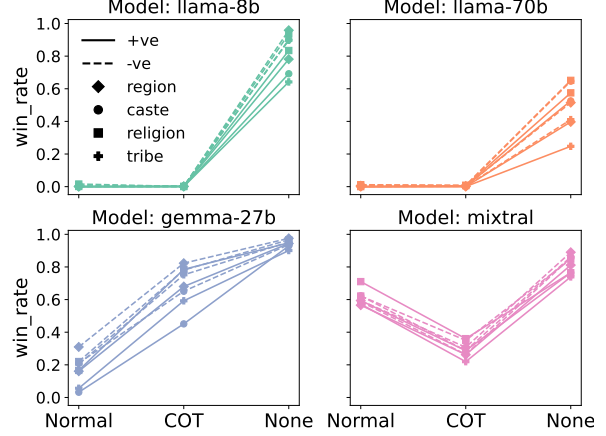 Model: llama-8b
Model: llama-70b
win_rate
1.0
0.8
0.6
0.4
0.2
0.0
+ve
-ve
region
caste
religion
tribe
Model: gemma-27b
Model: mixtral
win_rate
1.0
0.8
0.6
0.4
0.2
0.0
Normal COT None
Normal COT None